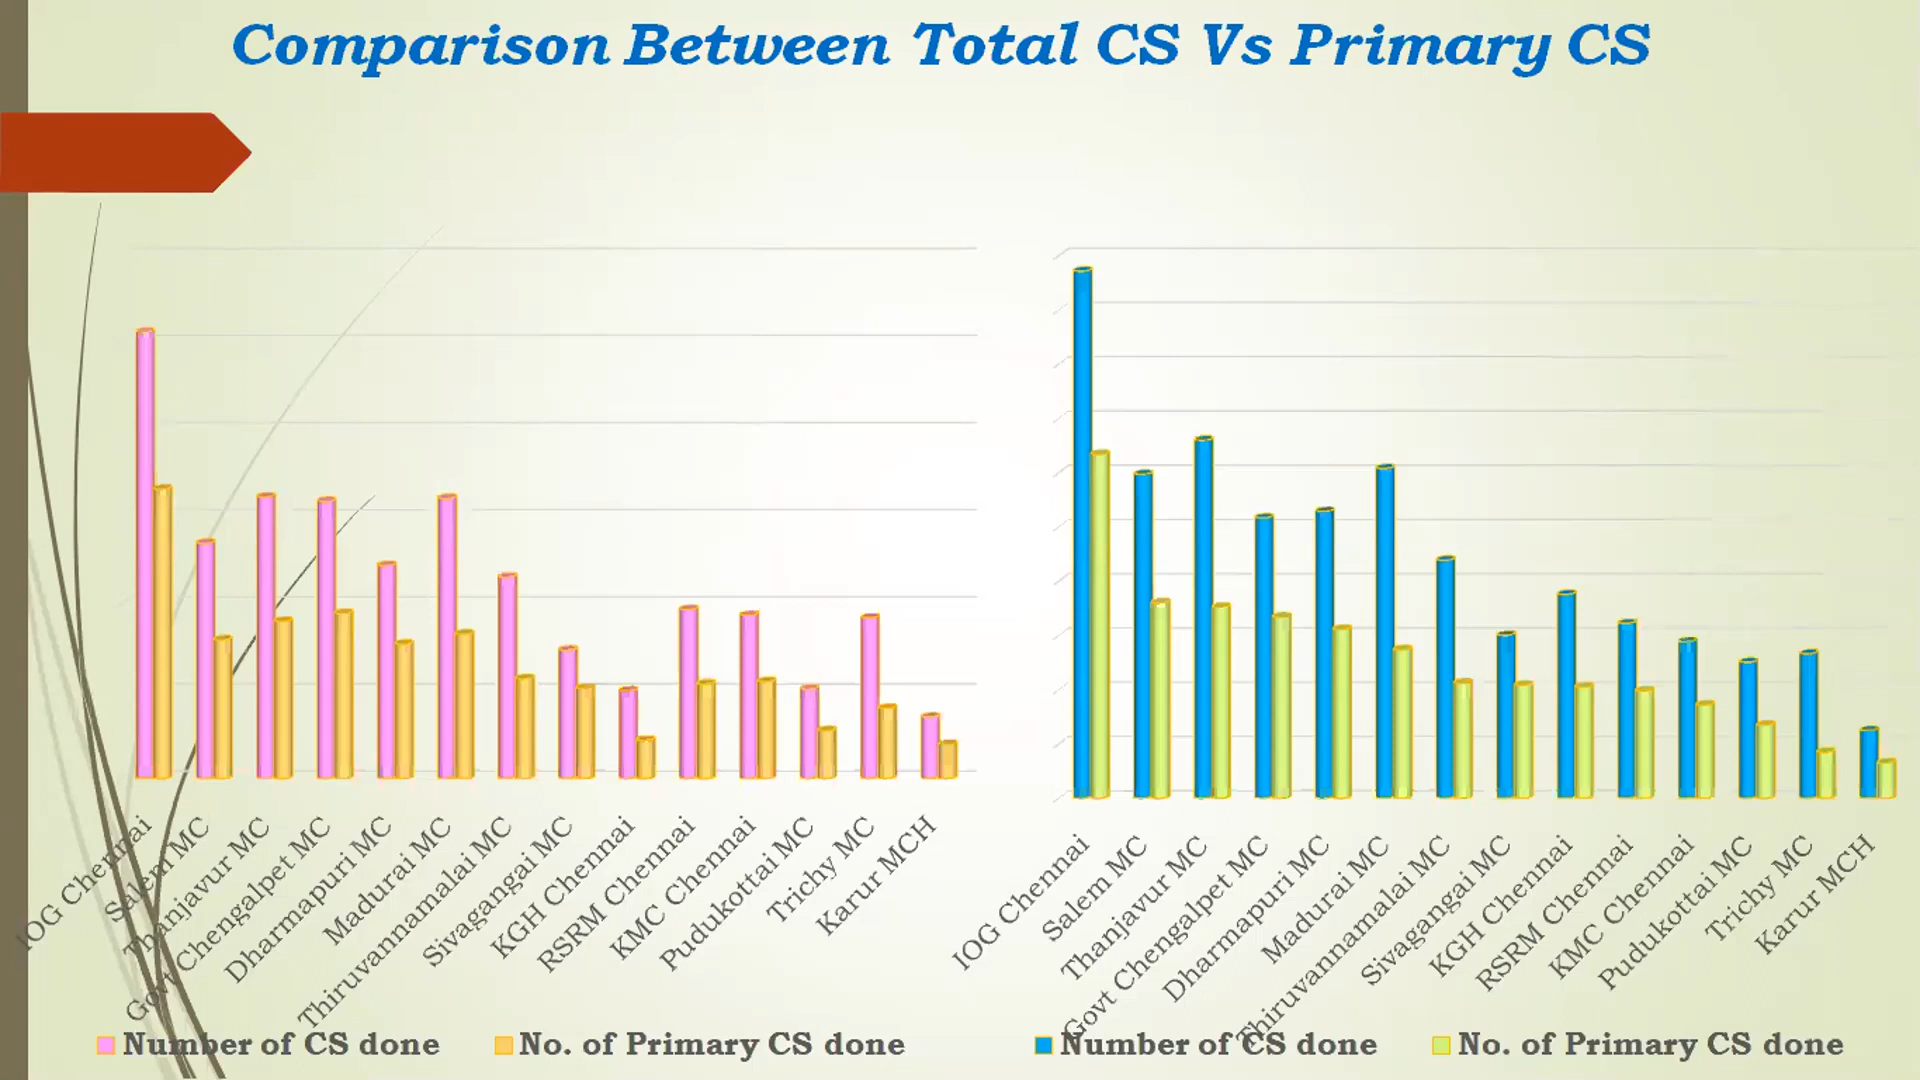 Comparison Between Total CS Vs Primary CS
IOG Chennai
Salem MC
Thanjavur MC
Govt Chengalpet MC
Dharmapuri MC
Madurai MC
Thiruvannamalai MC
Sivagangai MC
KGH Chennai
RSRM Chennai
KMC Chennai
Pudukottai MC
Trichy MC
Karur MCH
Number of CS done
No. of Primary CS done
IOG Chennai
Salem MC
Thanjavur MC
Govt Chengalpet MC
Dharmapuri MC
Madurai MC
Thiruvannamalai MC
Sivagangai MC
KGH Chennai
RSRM Chennai
KMC Chennai
Pudukottai MC
Trichy MC
Karur MCH
Number of CS done
No. of Primary CS done